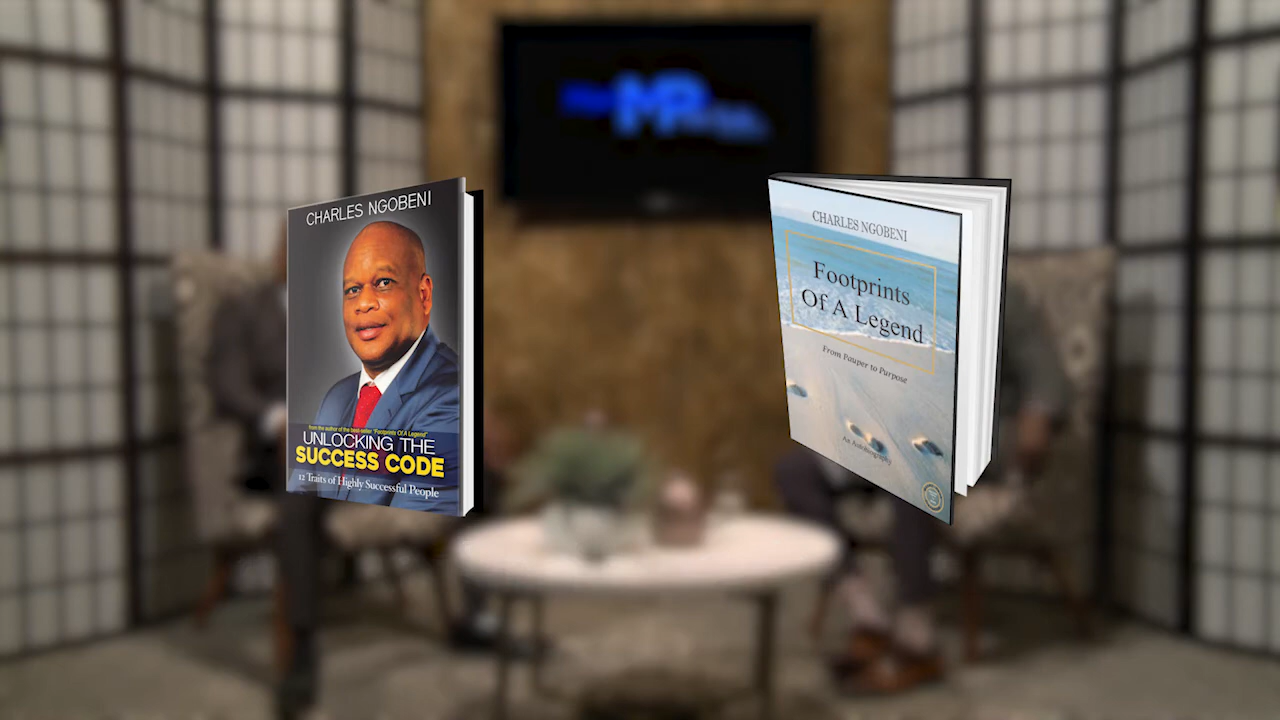 CHARLES NGOBENI
from the author of the best-seller "Footprints Of A Legend"
UNLOCKING THE
SUCCESS CODE
12 Traits of Highly Successful People
CHARLES NGOBENI
Footprints
Of A Legend
From Pauper to Purpose
An Autobiography